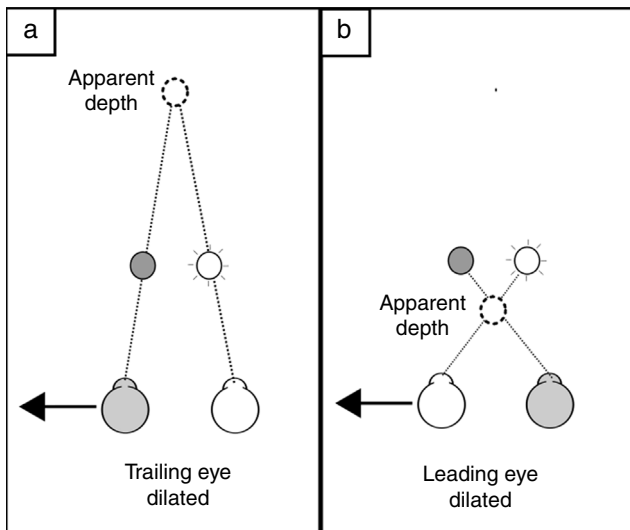 a
Apparent
depth
Trailing eye
dilated
b
Apparent
depth
Leading eye
dilated